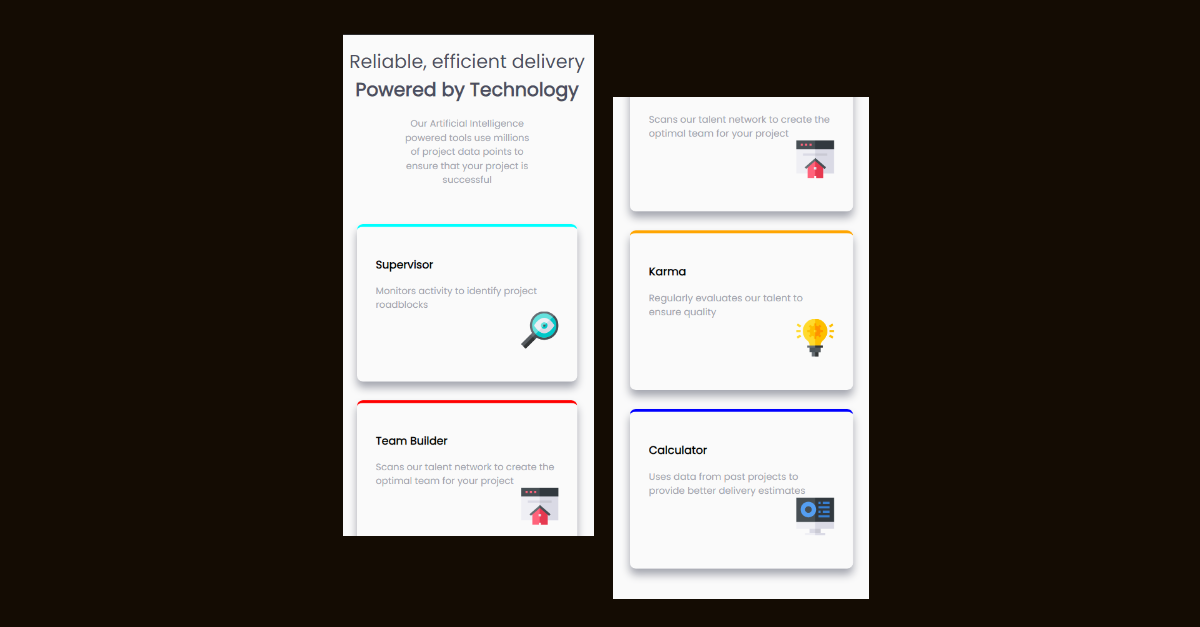 Reliable, efficient delivery
Powered by Technology
Our Artificial Intelligence
powered tools use millions
of project data points to
ensure that your project is
successful
Supervisor
Monitors activity to identify project
roadblocks
Team Builder
Scans our talent network to create the
optimal team for your project
Scans our talent network to create the
optimal team for your project
Karma
Regularly evaluates our talent to
ensure quality
Calculator
Uses data from past projects to
provide better delivery estimates